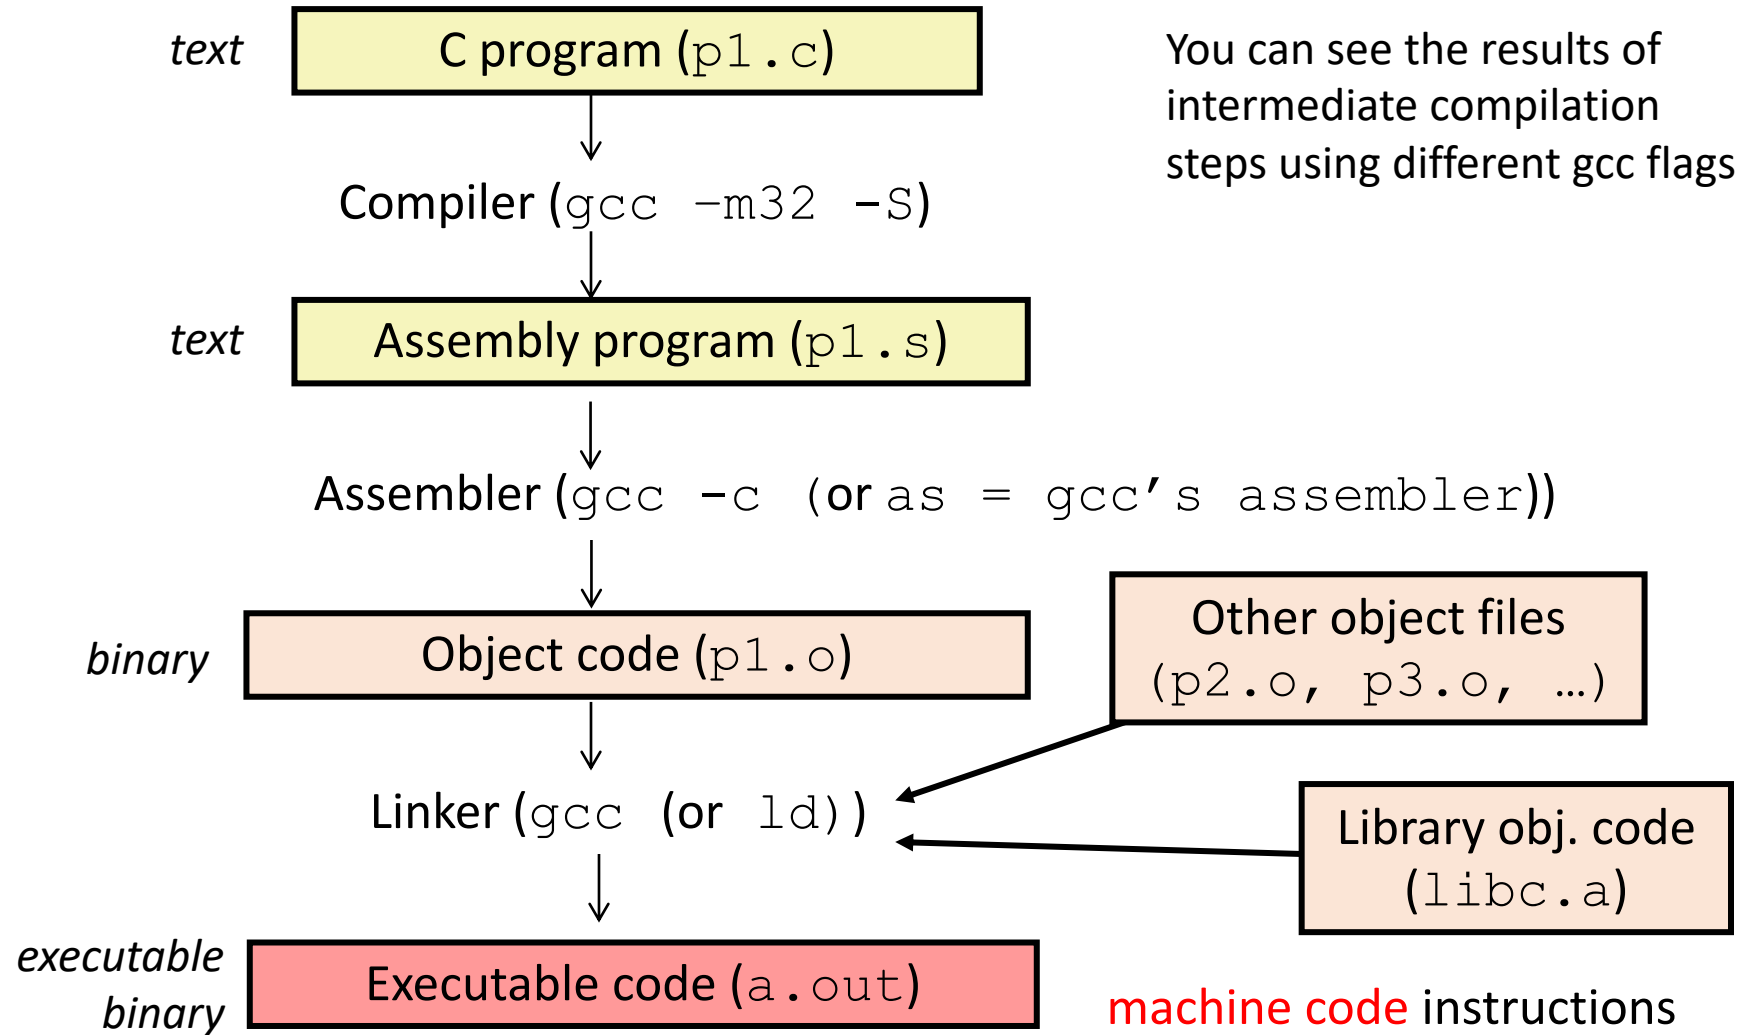 text
C program (p1.c)
You can see the results of
intermediate compilation
steps using different gcc flags
Compiler (gcc –m32 -S)
text
Assembly program (p1.s)
Assembler (gcc -c (or as = gcc’s assembler))
binary
Object code (p1.o)
Other object files
(p2.o, p3.o, …)
Linker (gcc (or ld))
Library obj. code
(libc.a)
executable
binary
Executable code (a.out)
machine code instructions